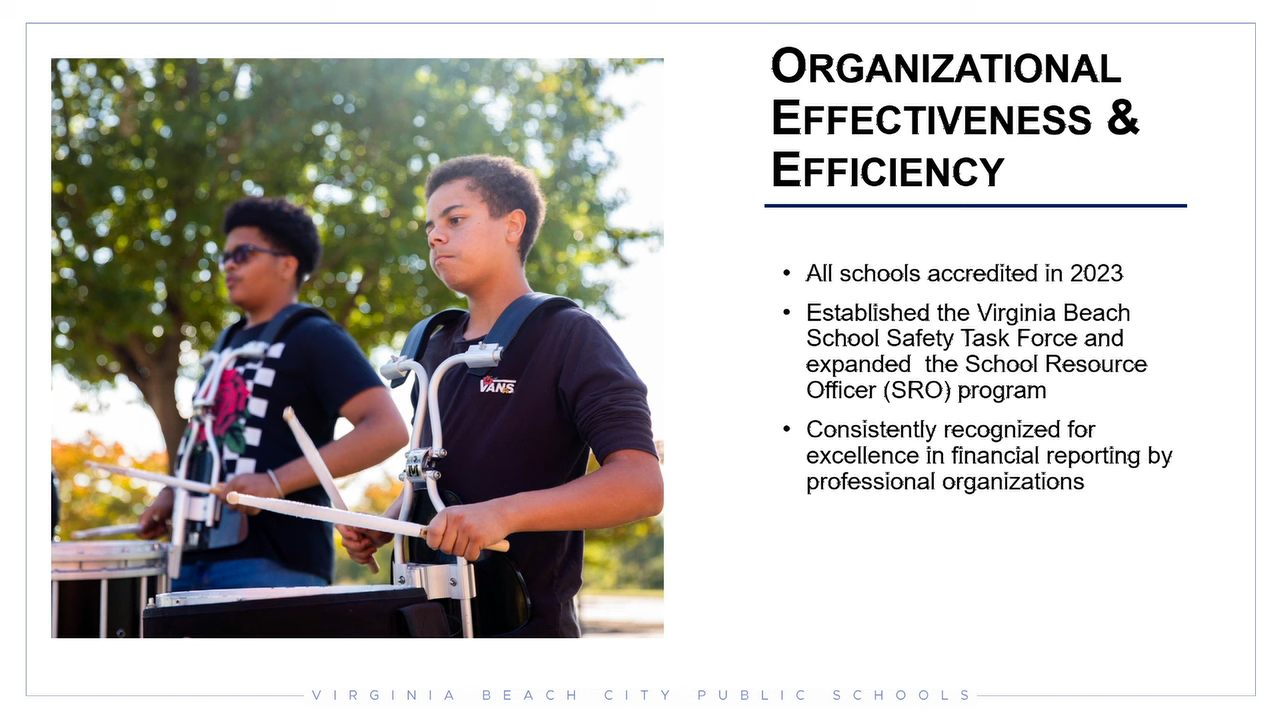 ORGANIZATIONAL
EFFECTIVENESS &
EFFICIENCY
• All schools accredited in 2023
• Established the Virginia Beach
School Safety Task Force and
expanded  the School Resource
Officer (SRO) program
• Consistently recognized for
excellence in financial reporting by
professional organizations
VANS
M
VIRGINIA BEACH CITY PUBLIC SCHOOLS